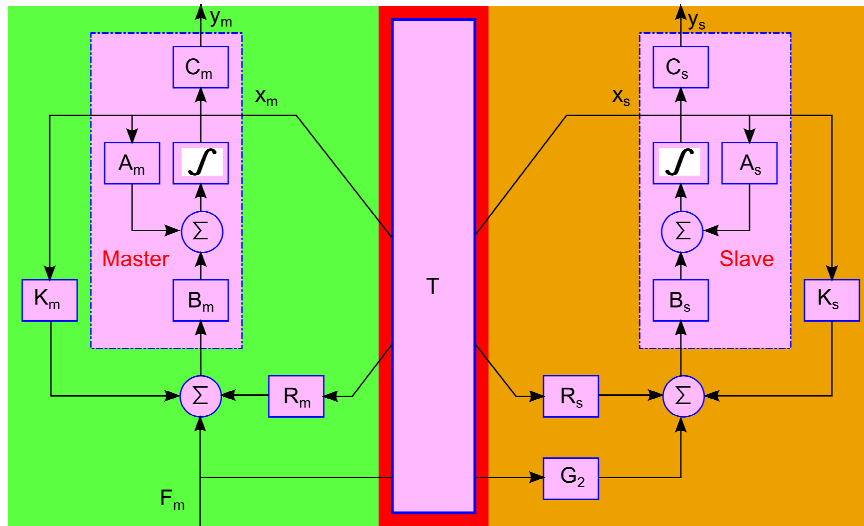 yₘ yₛ
Cₘ Cₛ
xₘ xₛ
Aₘ ∫ ∫ Aₛ
Σ Σ
Master Slave
T
Kₘ Bₘ Bₛ Kₛ
Σ Rₘ Rₛ Σ
G₂
Fₘ